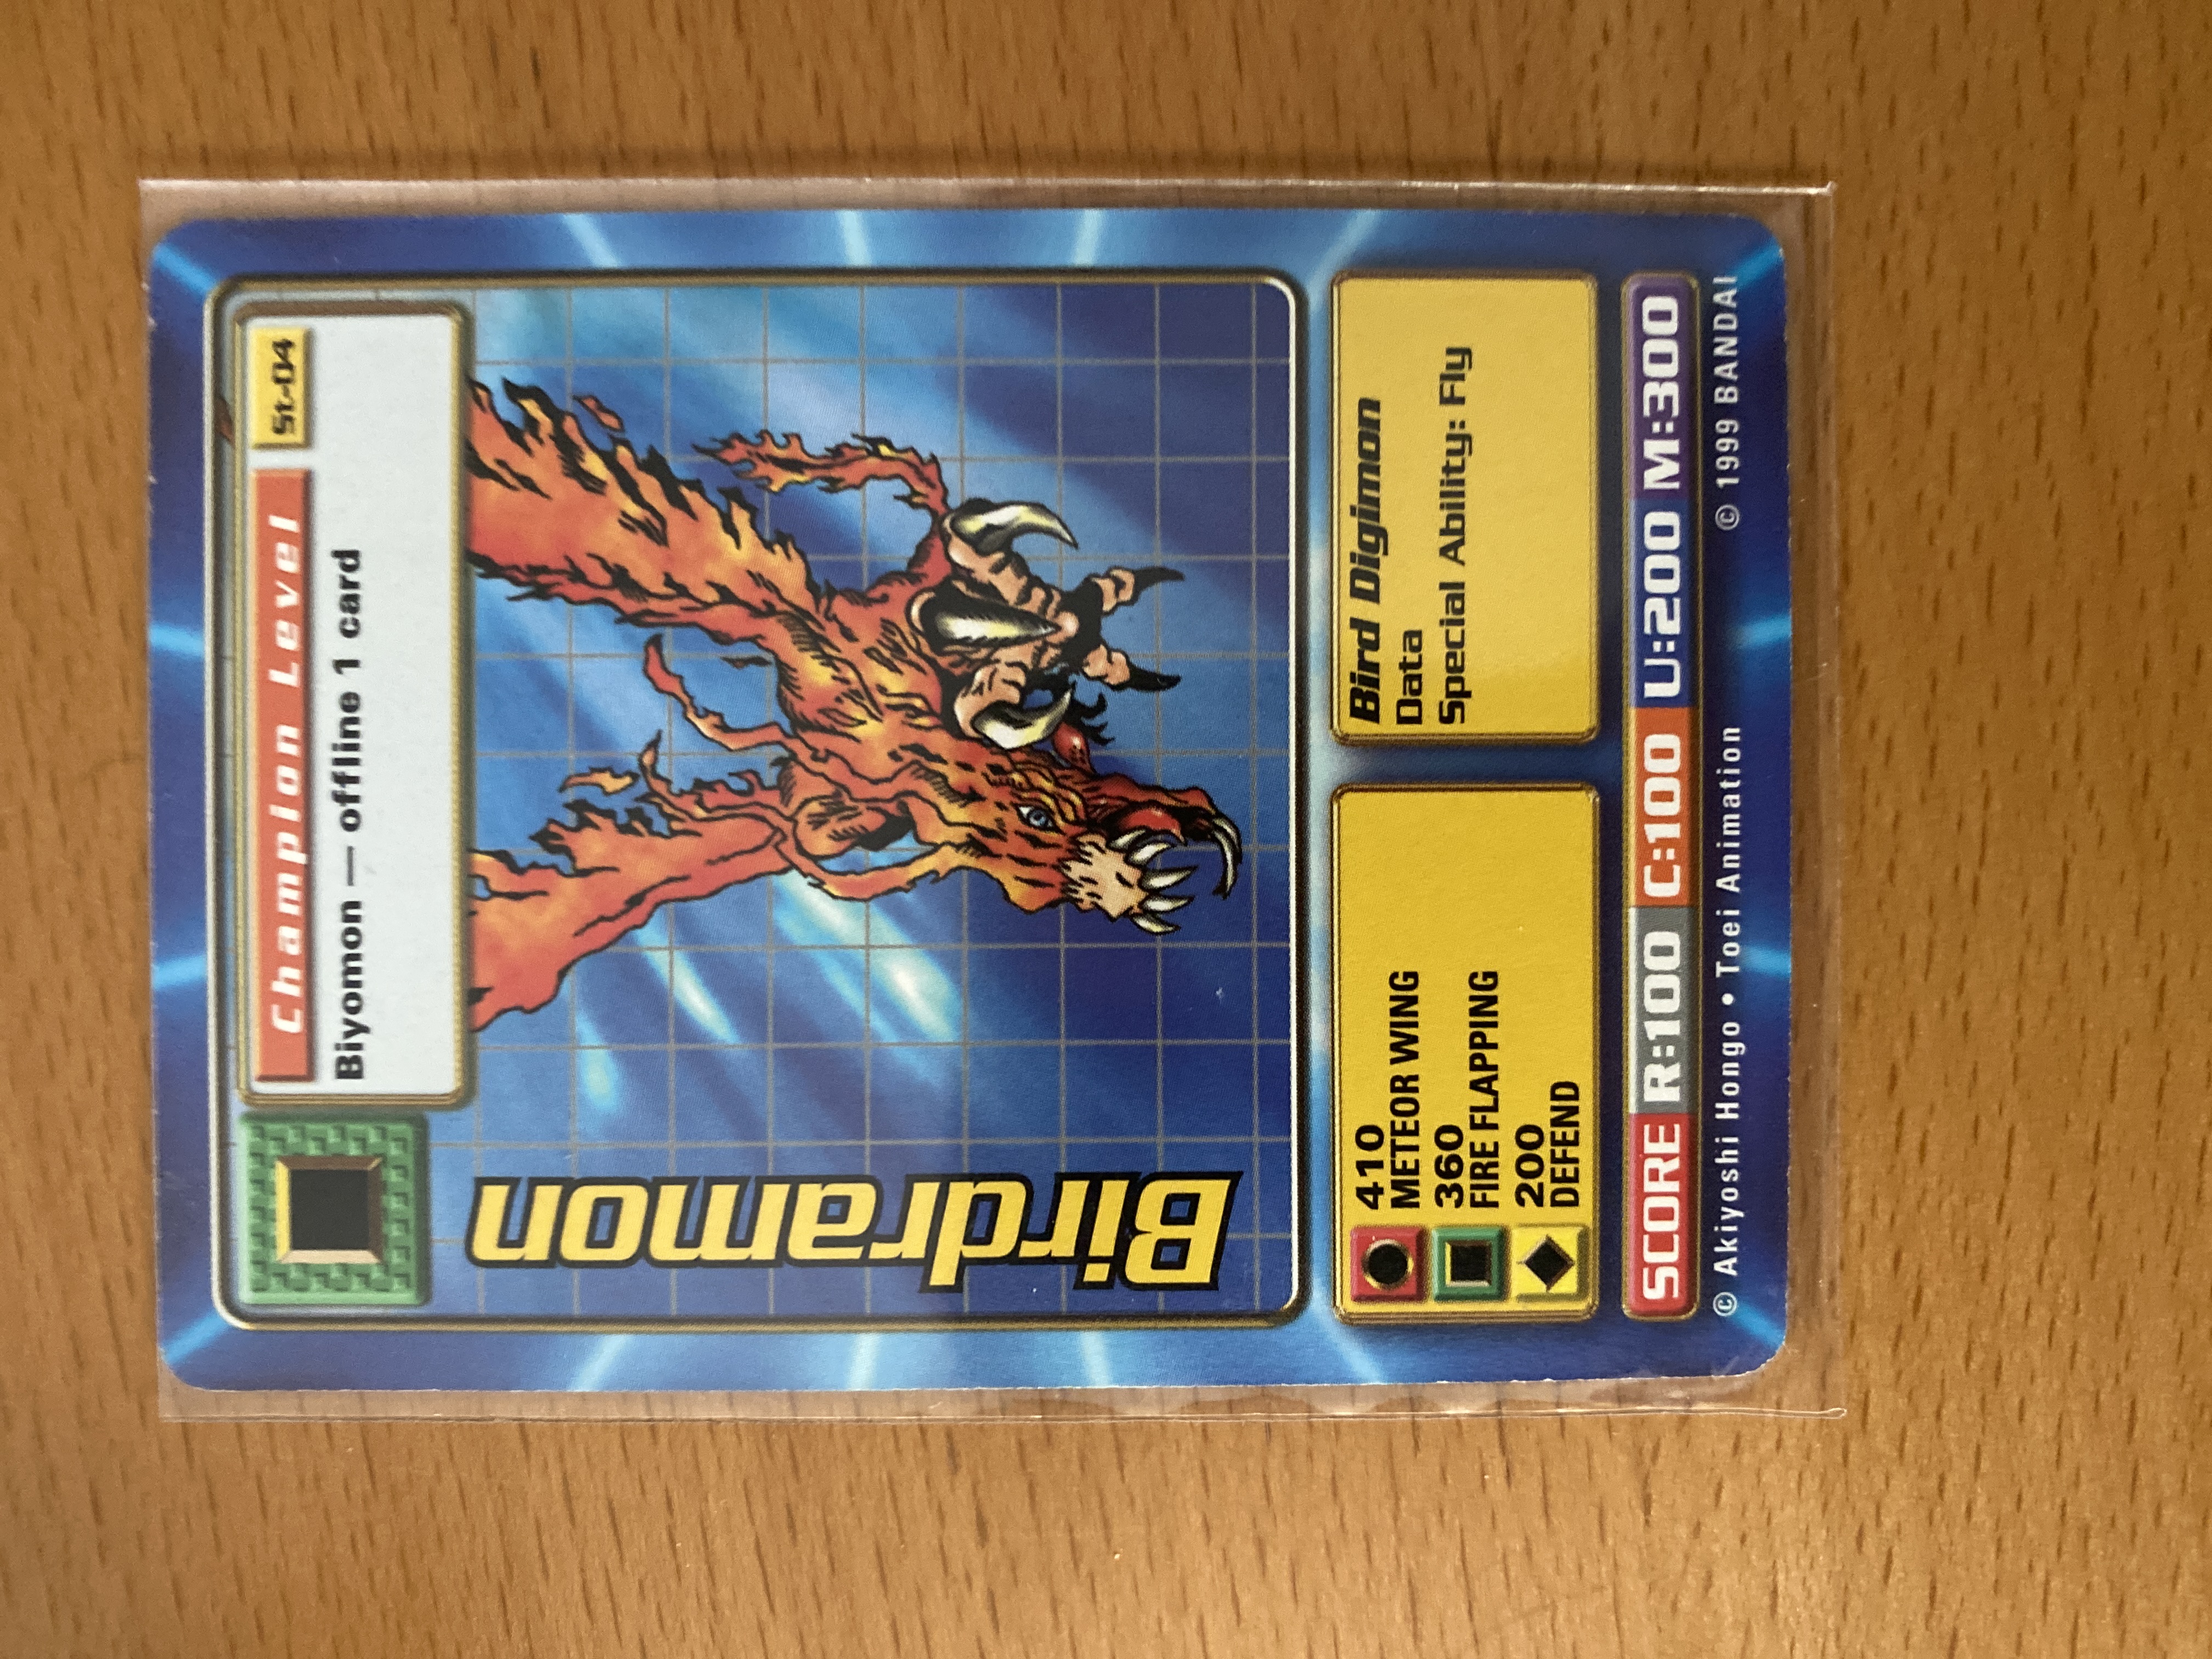 Champion Level St-04
Biyomon — offline 1 card
Birdramon
410
METEOR WING
360
FIRE FLAPPING
200
DEFEND
Bird Digimon
Data
Special Ability: Fly
SCORE R:100 C:100 U:200 M:300
© Akiyoshi Hongo • Toei Animation © 1999 BANDAI